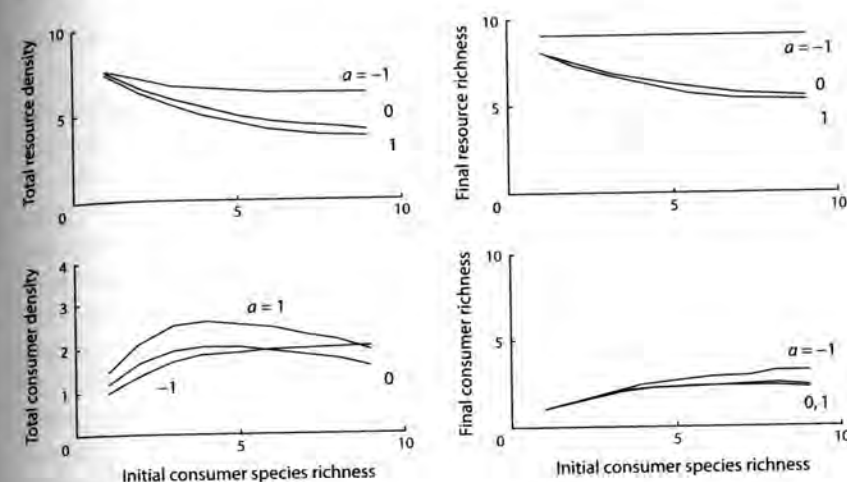 Total resource density
10
5
0
5
10
a = −1
0
1
Final resource richness
10
5
0
5
10
a = −1
0
1
Total consumer density
4
3
2
1
0
5
10
a = 1
−1
0
Initial consumer species richness
Final consumer richness
10
5
0
5
10
a = −1
0, 1
Initial consumer species richness